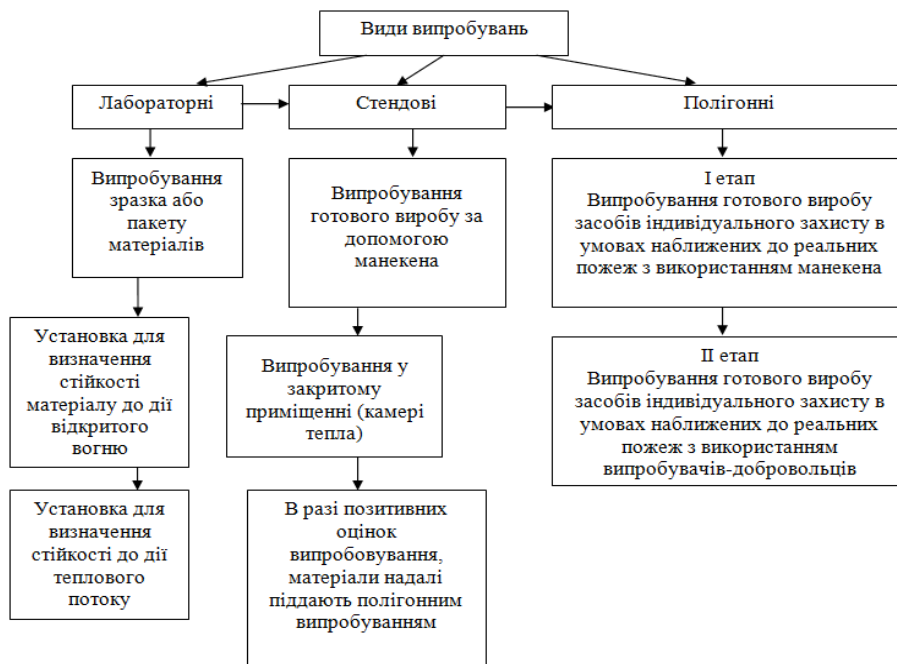 Види випробувань
Лабораторні
Стендові
Полігонні
Випробування
зразка або
пакету
матеріалів
Випробування
готового виробу за
допомогою
манекена
I етап
Випробування готового виробу
засобів індивідуального захисту в
умовах наближених до реальних
пожеж з використанням манекена
Установка для
визначення
стійкості
матеріалу до дії
відкритого
вогню
Випробування у
закритому
приміщенні (камері
тепла)
II етап
Випробування готового виробу
засобів індивідуального захисту в
умовах наближених до реальних
пожеж з використанням
випробувачів-добровольців
Установка для
визначення
стійкості до дії
теплового
потоку
В разі позитивних
оцінок
випробовування,
матеріали надалі
піддають полігонним
випробуванням